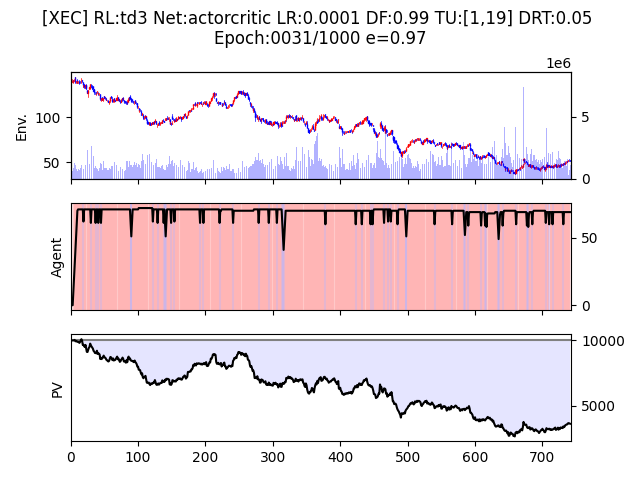 [XEC] RL:td3 Net:actorcritic LR:0.0001 DF:0.99 TU:[1,19] DRT:0.05
Epoch:0031/1000 e=0.97
1e6
Env.
100
50
5
0
Agent
50
0
PV
10000
5000
0 100 200 300 400 500 600 700